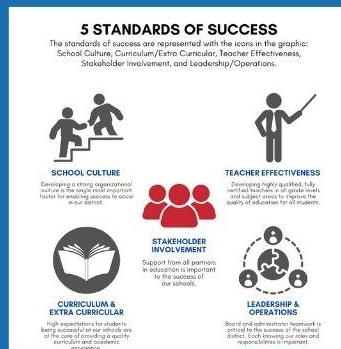 5 STANDARDS OF SUCCESS
The standards of success are represented with the icons in the graphic:
School Culture, Curriculum/Extra Curricular, Teacher Effectiveness,
Stakeholder Involvement, and Leadership/Operations.
SCHOOL CULTURE
Developing a strong organizational
culture is the single most important
factor for enabling success to occur
in our district.
TEACHER EFFECTIVENESS
Developing highly qualified, fully
certified teachers in all grade levels
and subject areas to improve the
quality of education for all students.
STAKEHOLDER
INVOLVEMENT
Support from all partners
in education is important
to the success of
our schools.
CURRICULUM &
EXTRA CURRICULAR
High expectations for students
being successful at our schools are
at the core of creating a quality
curriculum and academic
experience.
LEADERSHIP &
OPERATIONS
Board and administrator teamwork is
critical to the success of the school
district. Each knowing our roles and
responsibilities is important.